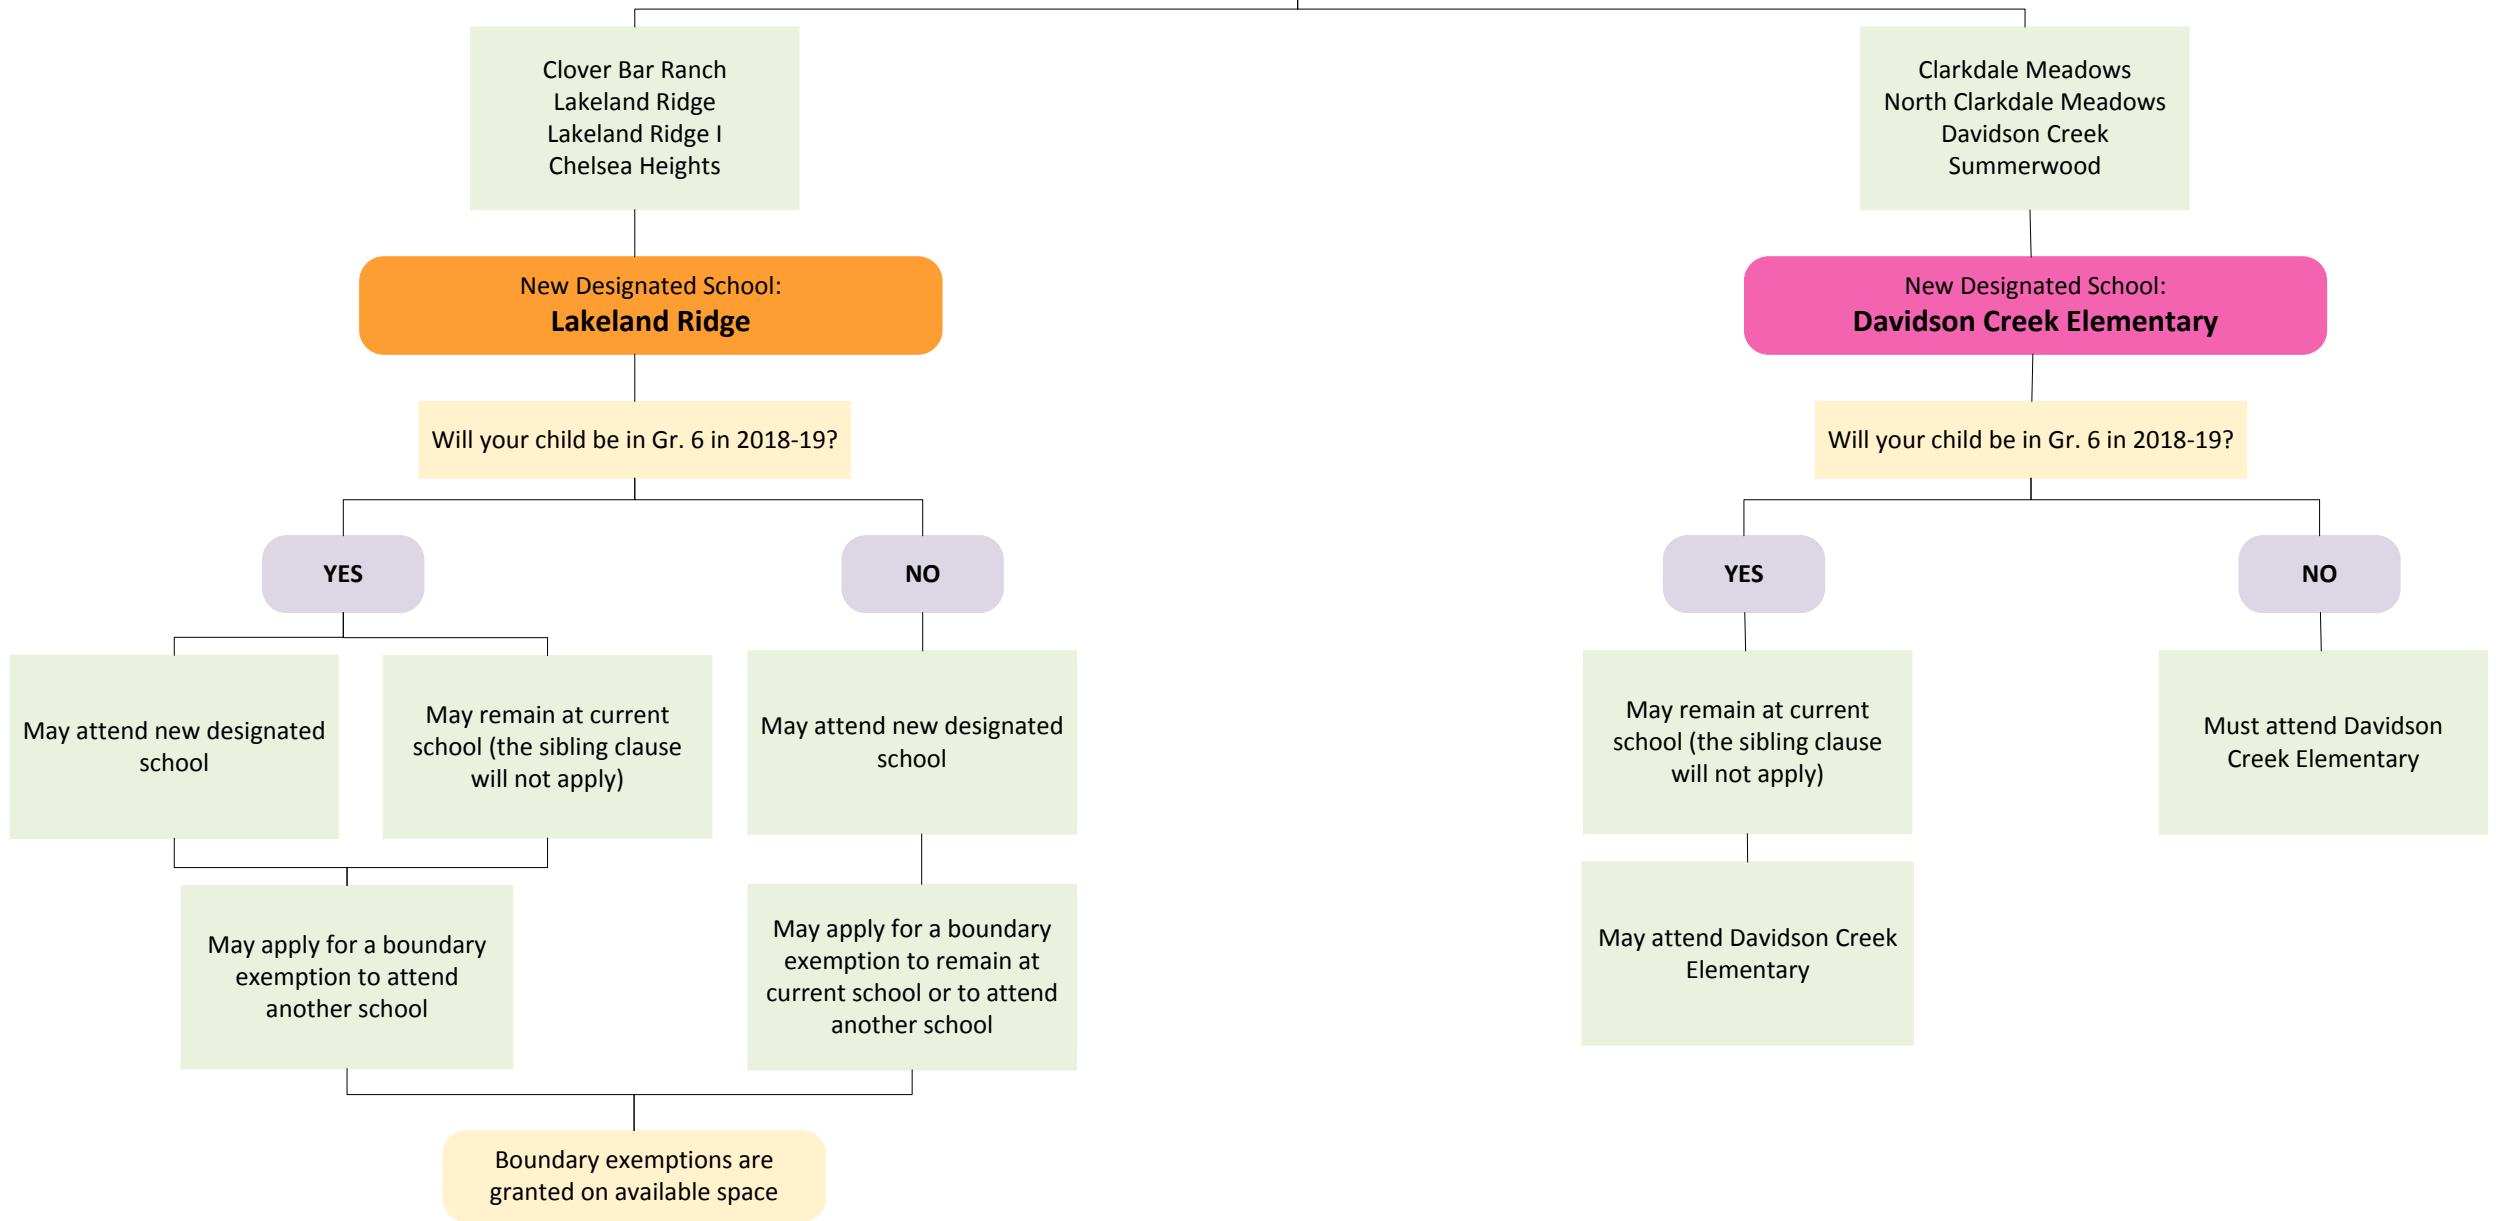 Clover Bar Ranch
Lakeland Ridge
Lakeland Ridge I
Chelsea Heights
Clarkdale Meadows
North Clarkdale Meadows
Davidson Creek
Summerwood
New Designated School:
Lakeland Ridge
New Designated School:
Davidson Creek Elementary
Will your child be in Gr. 6 in 2018-19?
Will your child be in Gr. 6 in 2018-19?
YES
NO
YES
NO
May attend new designated
school
May remain at current
school (the sibling clause
will not apply)
May attend new designated
school
May remain at current
school (the sibling clause
will not apply)
Must attend Davidson
Creek Elementary
May apply for a boundary
exemption to attend
another school
May apply for a boundary
exemption to remain at
current school or to attend
another school
May attend Davidson Creek
Elementary
Boundary exemptions are
granted on available space